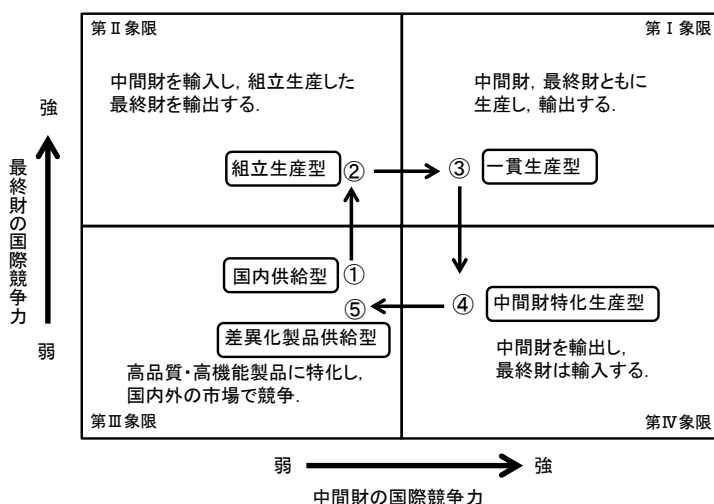 第Ⅱ象限
第Ⅰ象限
中間財を輸入し, 組立生産した
最終財を輸出する.
中間財, 最終財ともに
生産し, 輸出する.
強
最終財の国際競争力
弱
組立生産型
②
③
一貫生産型
国内供給型
①
⑤
④
中間財特化生産型
差異化製品供給型
高品質・高機能製品に特化し,
国内外の市場で競争.
中間財を輸出し,
最終財は輸入する.
第Ⅲ象限
第Ⅳ象限
弱
強
中間財の国際競争力